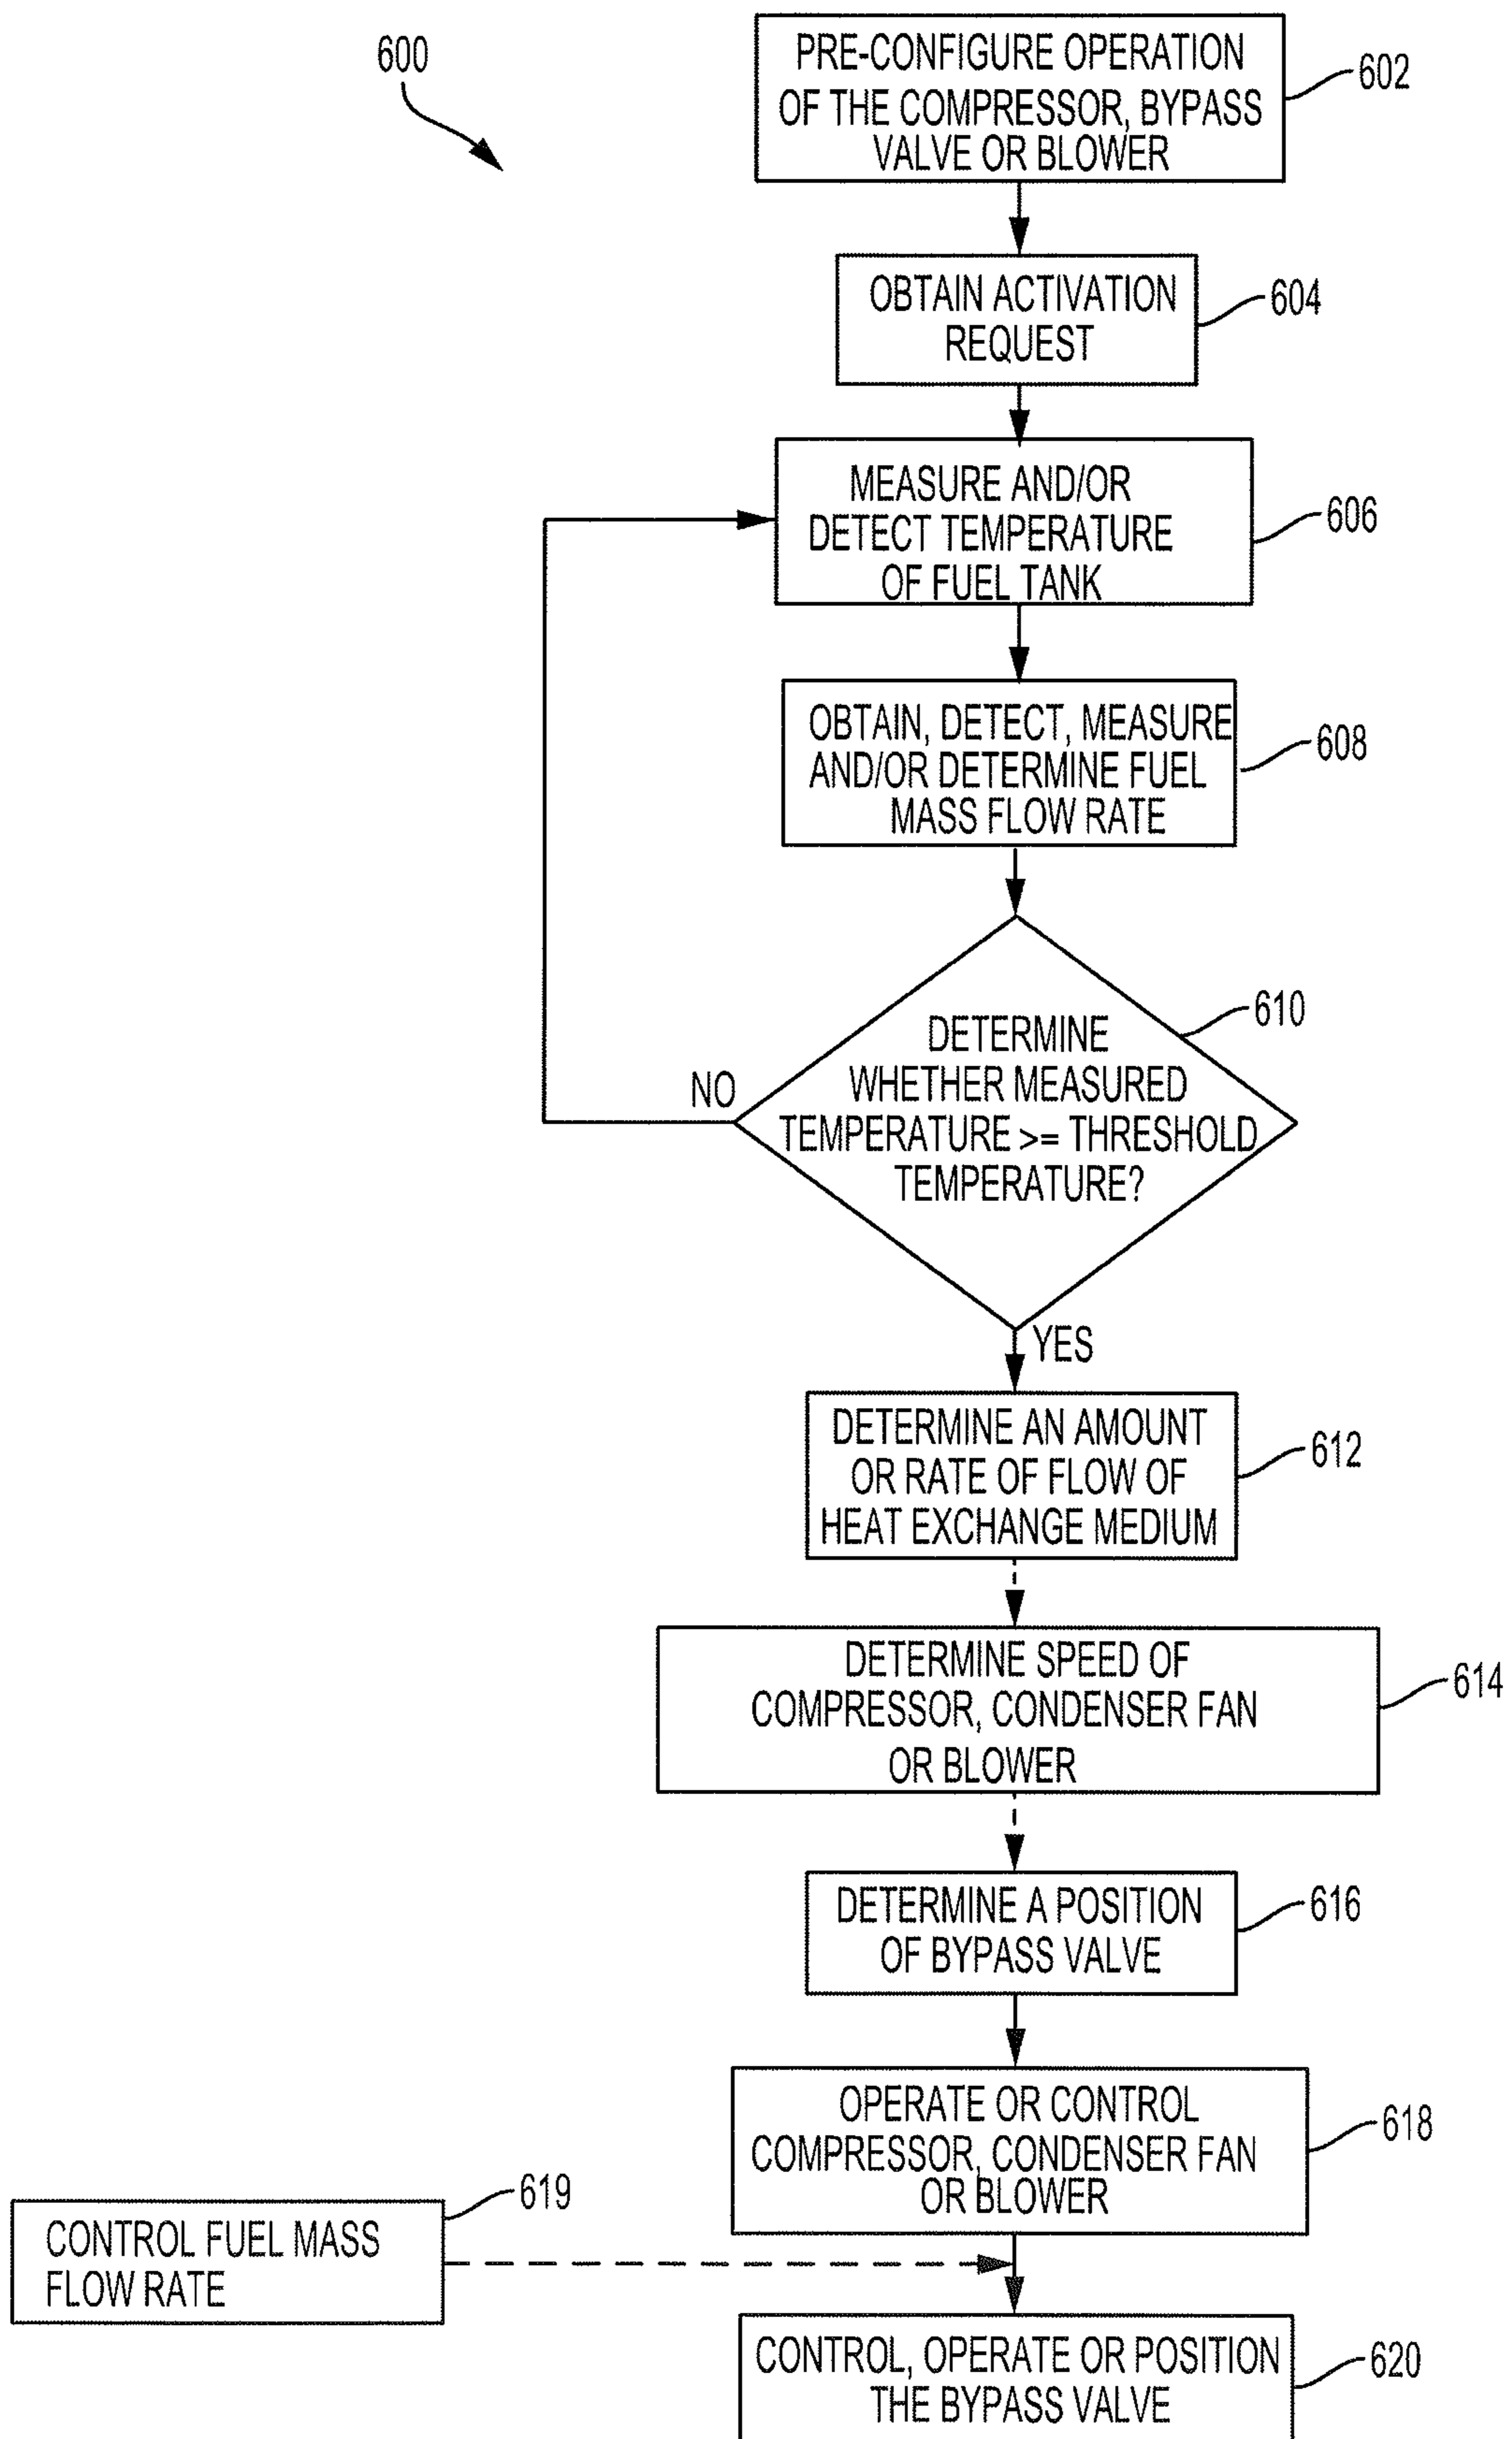 600
PRE-CONFIGURE OPERATION
OF THE COMPRESSOR, BYPASS
VALVE OR BLOWER
602
OBTAIN ACTIVATION
REQUEST
604
MEASURE AND/OR
DETECT TEMPERATURE
OF FUEL TANK
606
OBTAIN, DETECT, MEASURE
AND/OR DETERMINE FUEL
MASS FLOW RATE
608
DETERMINE
WHETHER MEASURED
TEMPERATURE >= THRESHOLD
TEMPERATURE?
610
NO
YES
DETERMINE AN AMOUNT
OR RATE OF FLOW OF
HEAT EXCHANGE MEDIUM
612
DETERMINE SPEED OF
COMPRESSOR, CONDENSER FAN
OR BLOWER
614
DETERMINE A POSITION
OF BYPASS VALVE
616
OPERATE OR CONTROL
COMPRESSOR, CONDENSER FAN
OR BLOWER
618
CONTROL FUEL MASS
FLOW RATE
619
CONTROL, OPERATE OR POSITION
THE BYPASS VALVE
620